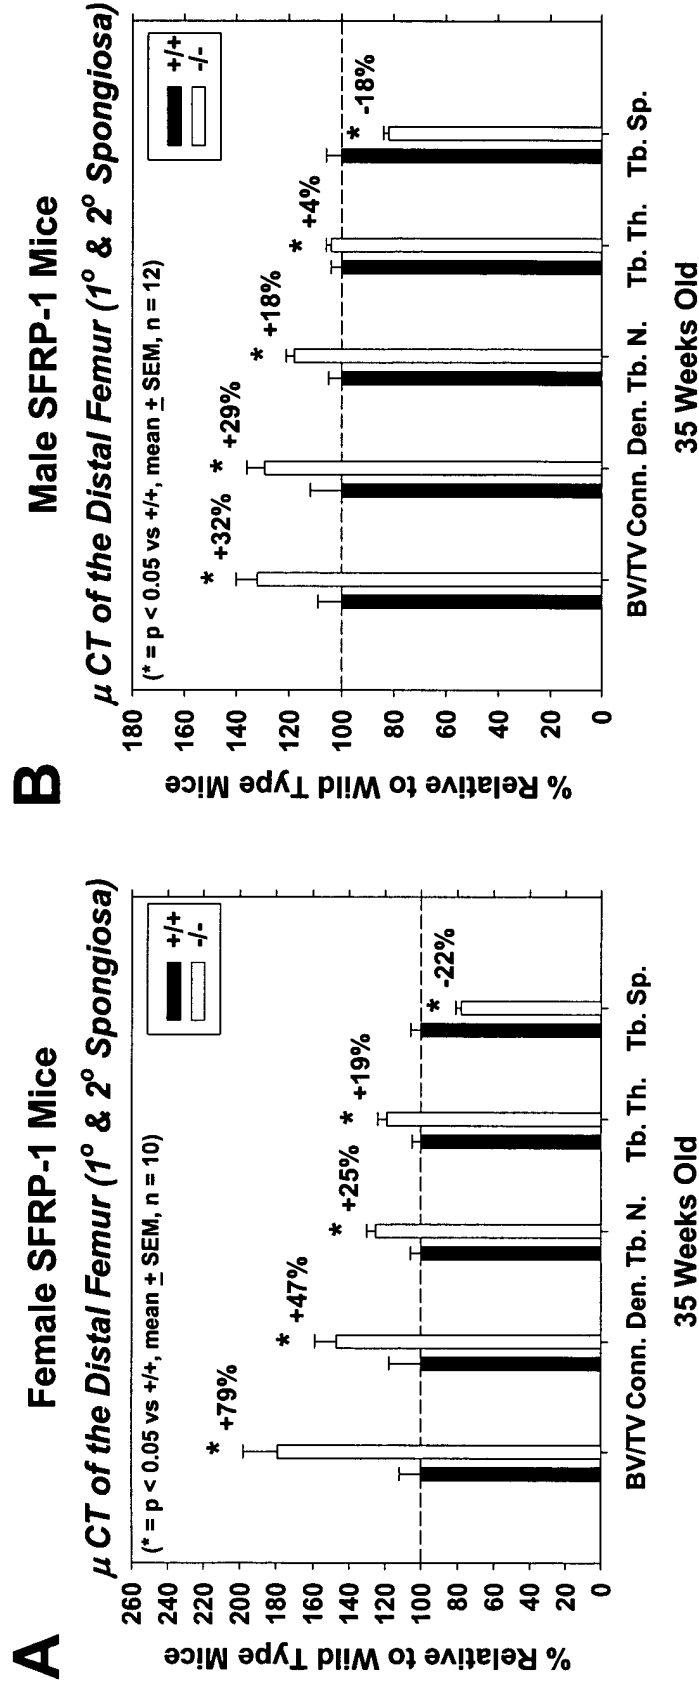 A
Female SFRP-1 Mice
μ CT of the Distal Femur (1° & 2° Spongiosa)
(* = p < 0.05 vs +/+, mean ± SEM, n = 10)
+/+
-/-
% Relative to Wild Type Mice
260
240
220
200
180
160
140
120
100
80
60
40
20
0
* +79%
* +47%
* +25%
* +19%
* -22%
BV/TV Conn. Den. Tb. N. Tb. Th. Tb. Sp.
35 Weeks Old
B
Male SFRP-1 Mice
μ CT of the Distal Femur (1° & 2° Spongiosa)
(* = p < 0.05 vs +/+, mean ± SEM, n = 12)
+/+
-/-
% Relative to Wild Type Mice
180
160
140
120
100
80
60
40
20
0
* +32%
* +29%
* +18%
* +4%
* -18%
BV/TV Conn. Den. Tb. N. Tb. Th. Tb. Sp.
35 Weeks Old